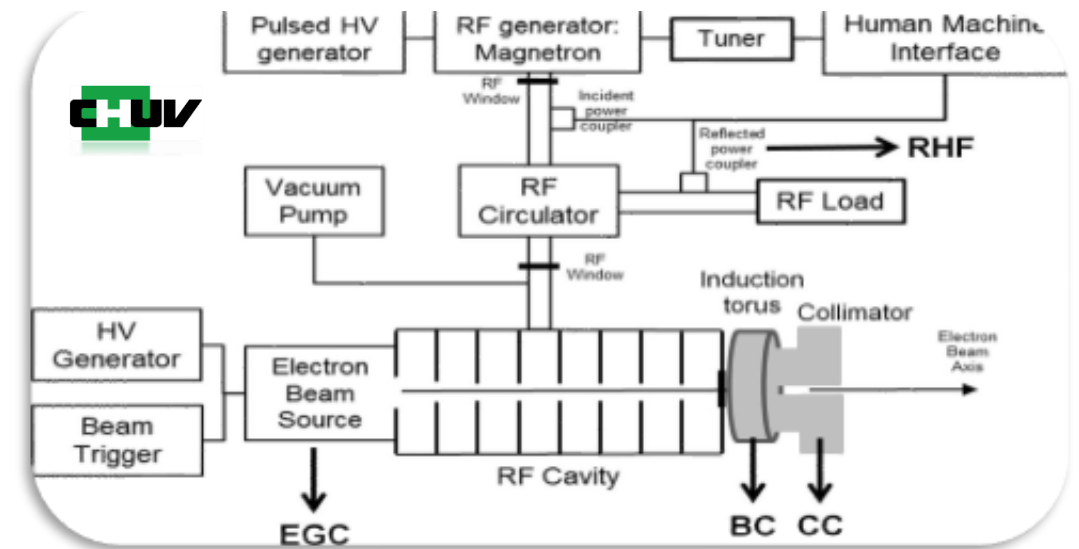 Pulsed HV
generator
RF generator:
Magnetron
Tuner
Human Machine
Interface
CHUV
RF
Window
Incident
power
coupler
Reflected
power
coupler
RHF
Vacuum
Pump
RF
Circulator
RF Load
RF
Window
Induction
torus
Collimator
HV
Generator
Electron
Beam
Source
Electron
Beam
Axis
Beam
Trigger
RF Cavity
EGC
BC
CC